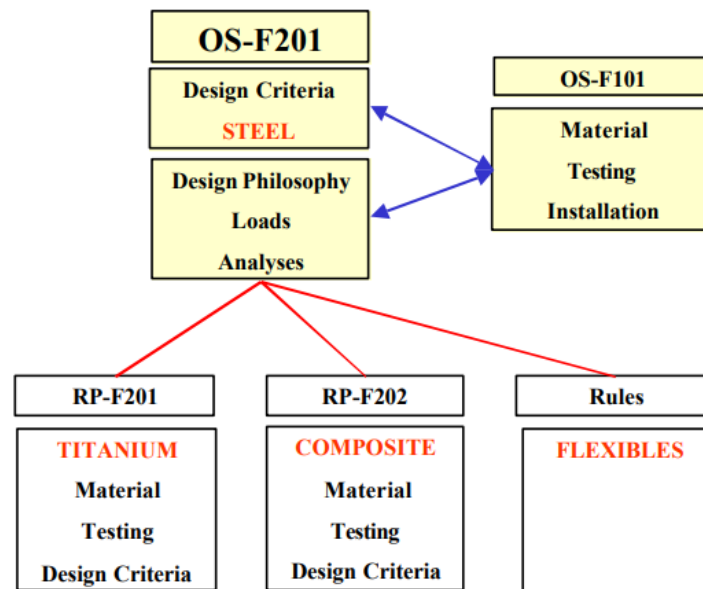 OS-F201
Design Criteria
STEEL
Design Philosophy
Loads
Analyses
OS-F101
Material
Testing
Installation
RP-F201
TITANIUM
Material
Testing
Design Criteria
RP-F202
COMPOSITE
Material
Testing
Design Criteria
Rules
FLEXIBLES